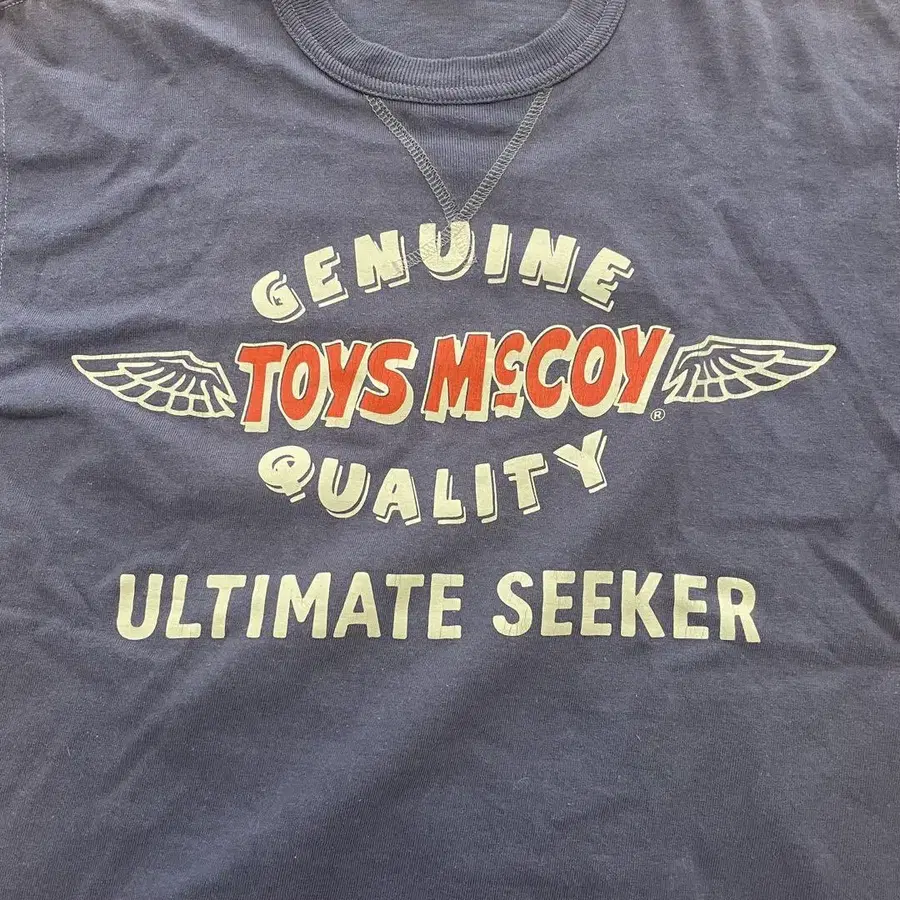 GENUINE
TOYS McCOY®
QUALITY
ULTIMATE SEEKER